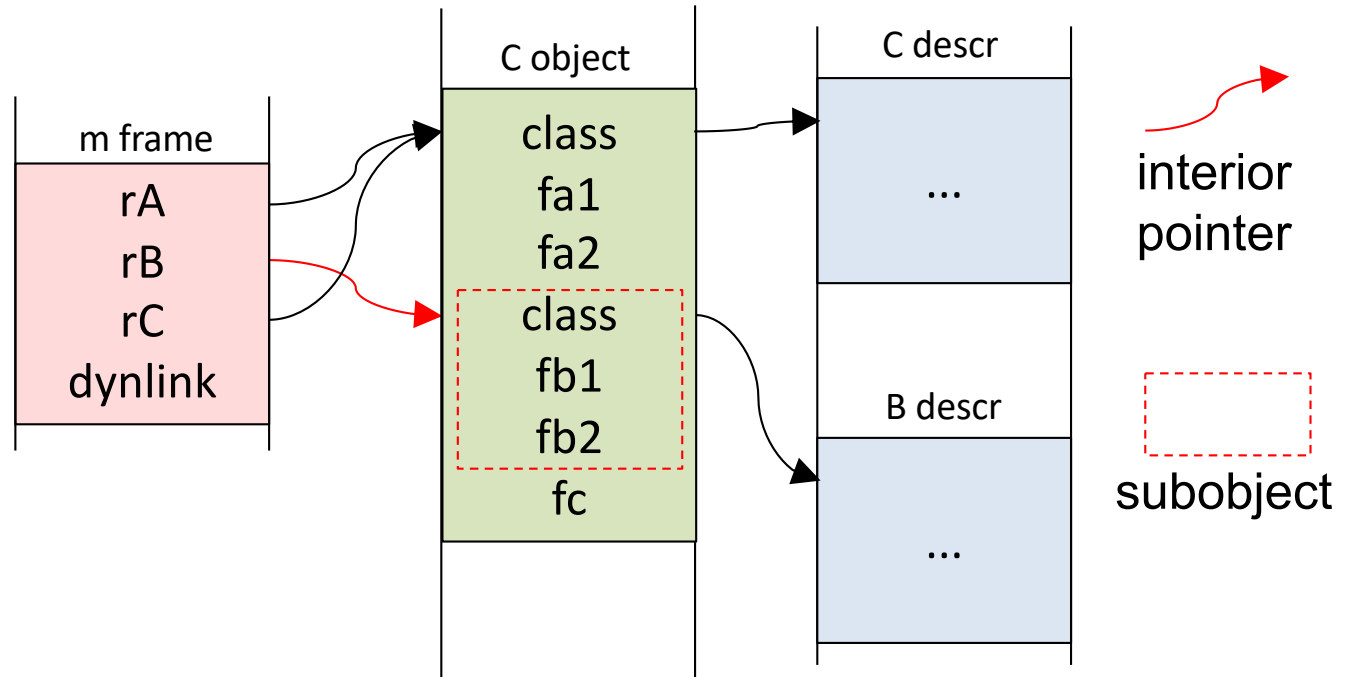 m frame
rA
rB
rC
dynlink
C object
class
fa1
fa2
class
fb1
fb2
fc
C descr
...
B descr
...
interior
pointer
subobject